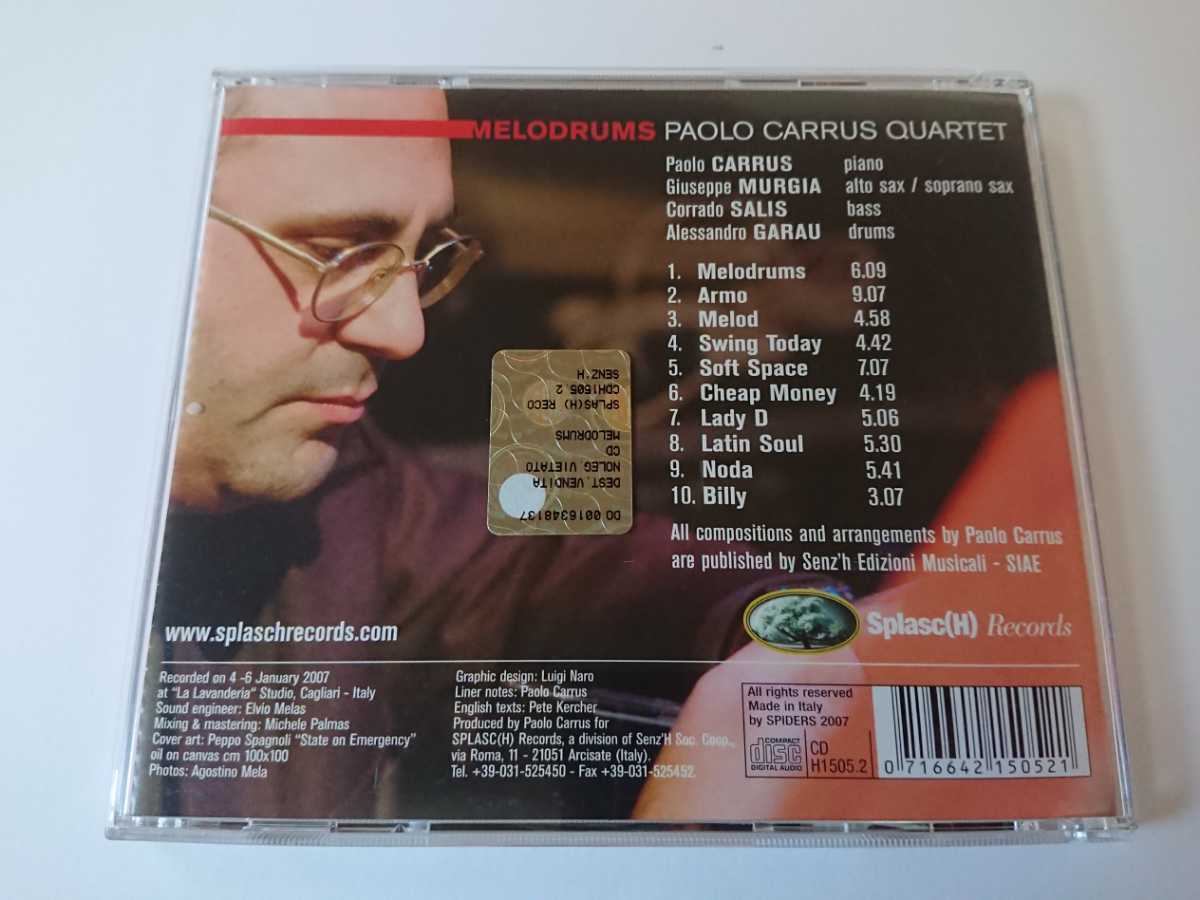 MELODRUMS PAOLO CARRUS QUARTET
Paolo CARRUS piano
Giuseppe MURGIA alto sax / soprano sax
Corrado SALIS bass
Alessandro GARAU drums
1. Melodrums 6.09
2. Armo 9.07
3. Melod 4.58
4. Swing Today 4.42
5. Soft Space 7.07
6. Cheap Money 4.19
7. Lady D 5.06
8. Latin Soul 5.30
9. Noda 5.41
10. Billy 3.07
All compositions and arrangements by Paolo Carrus
are published by Senz'h Edizioni Musicali - SIAE
DO 0016348137
DEST.VENDITA
NOLEG VIETATO
CD
MELODRUMS
SPLAS(H) RECO
CDH1505.2
SENZ'H
Splasc(H) Records
www.splaschrecords.com
Recorded on 4 -6 January 2007
at "La Lavanderia" Studio, Cagliari - Italy
Sound engineer: Elvio Melas
Mixing & mastering: Michele Palmas
Cover art: Peppo Spagnoli "State on Emergency"
oil on canvas cm 100x100
Photos: Agostino Mela
Graphic design: Luigi Naro
Liner notes: Paolo Carrus
English texts: Pete Kercher
Produced by Paolo Carrus for
SPLASC(H) Records, a division of Senz'H Soc. Coop.,
via Roma, 11 - 21051 Arcisate (Italy).
Tel. +39-031-525450 - Fax +39-031-525452
All rights reserved
Made in Italy
by SPIDERS 2007
COMPACT
disc
DIGITAL AUDIO
CD
H1505.2
0 716642 150521